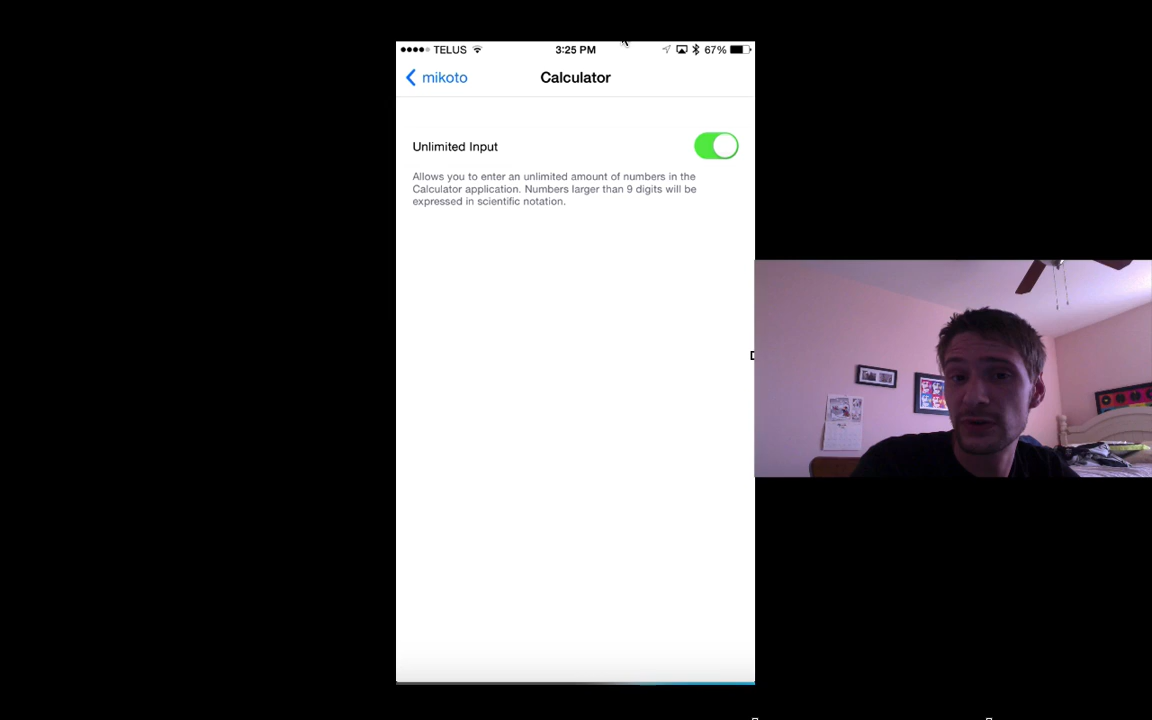 TELUS 3:25 PM 67%
mikoto Calculator
Unlimited Input
Allows you to enter an unlimited amount of numbers in the
Calculator application. Numbers larger than 9 digits will be
expressed in scientific notation.